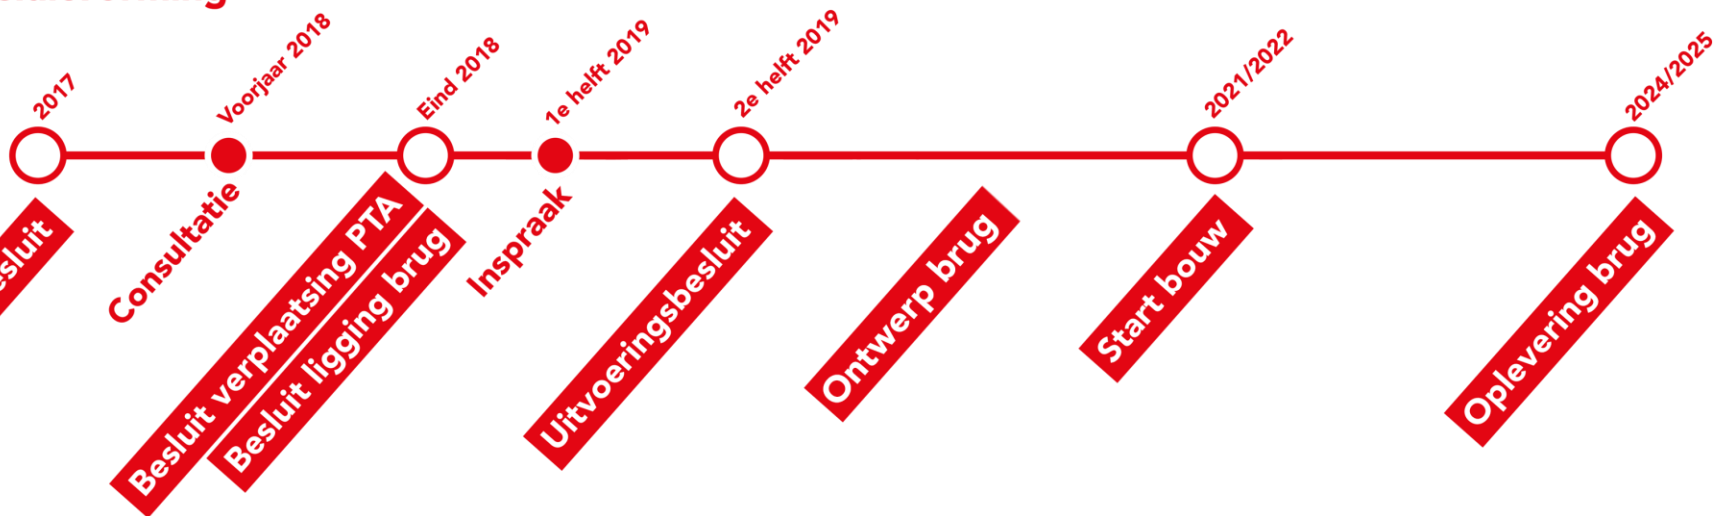 2017
Voorjaar 2018
Eind 2018
1e helft 2019
2e helft 2019
2021/2022
2024/2025
Consultatie
Besluit verplaatsing PTA
Besluit ligging brug
Inspraak
Uitvoeringsbesluit
Ontwerp brug
Start bouw
Oplevering brug